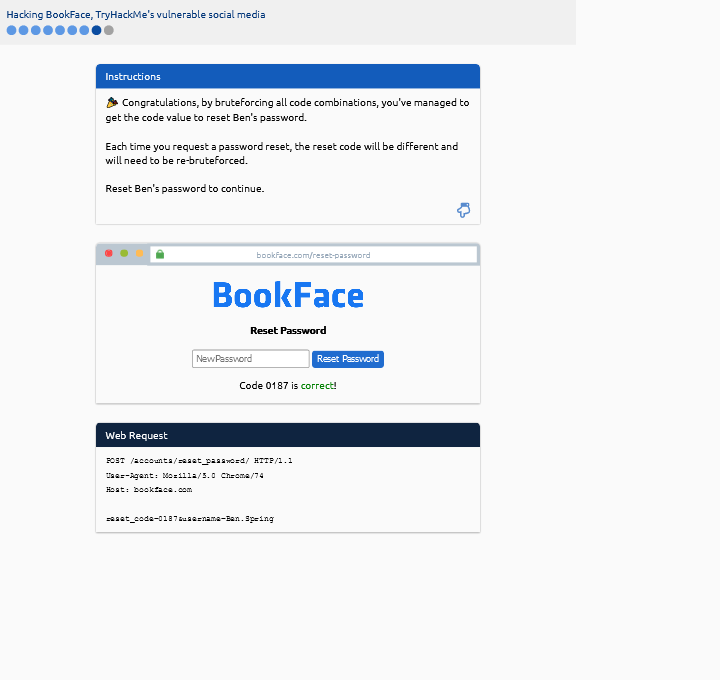 Hacking BookFace, TryHackMe's vulnerable social media
Instructions
🎉 Congratulations, by bruteforcing all code combinations, you've managed to
get the code value to reset Ben's password.
Each time you request a password reset, the reset code will be different and
will need to be re-bruteforced.
Reset Ben's password to continue.
bookface.com/reset-password
BookFace
Reset Password
New Password Reset Password
Code 0187 is correct!
Web Request
POST /accounts/reset_password/ HTTP/1.1
User-Agent: Mozilla/5.0 Chrome/74
Host: bookface.com
reset_code=0187&username=Ben.Spring